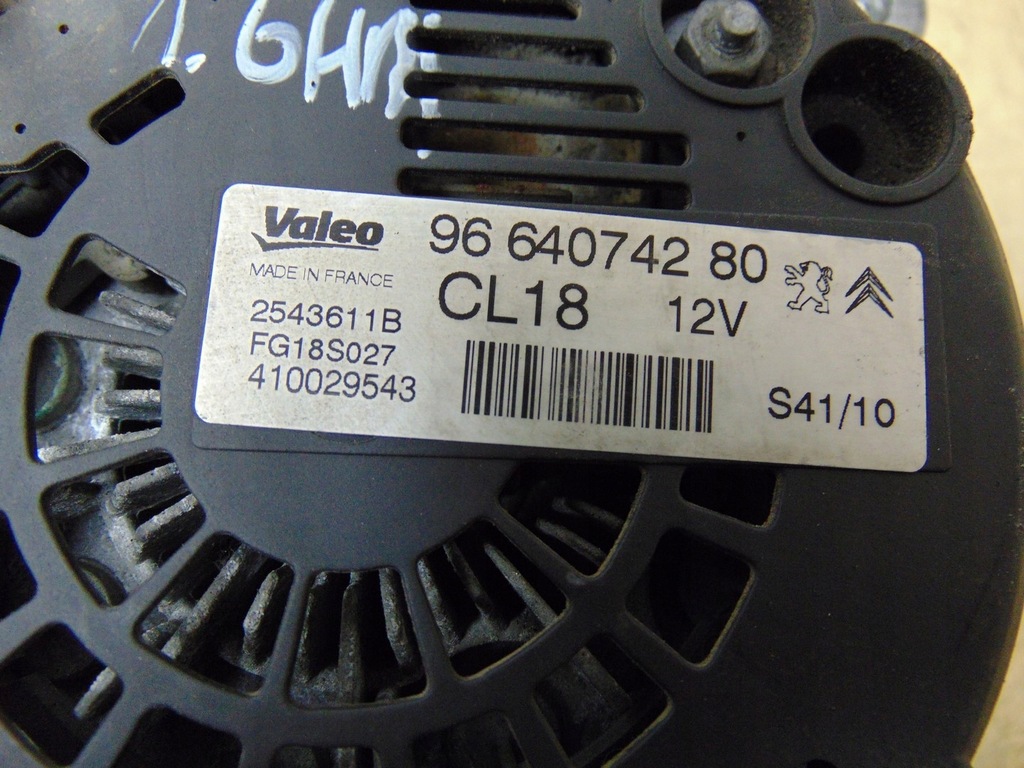 1.6HDi
Valeo
MADE IN FRANCE
2543611B
FG18S027
410029543
96 640742 80
CL18 12V
S41/10